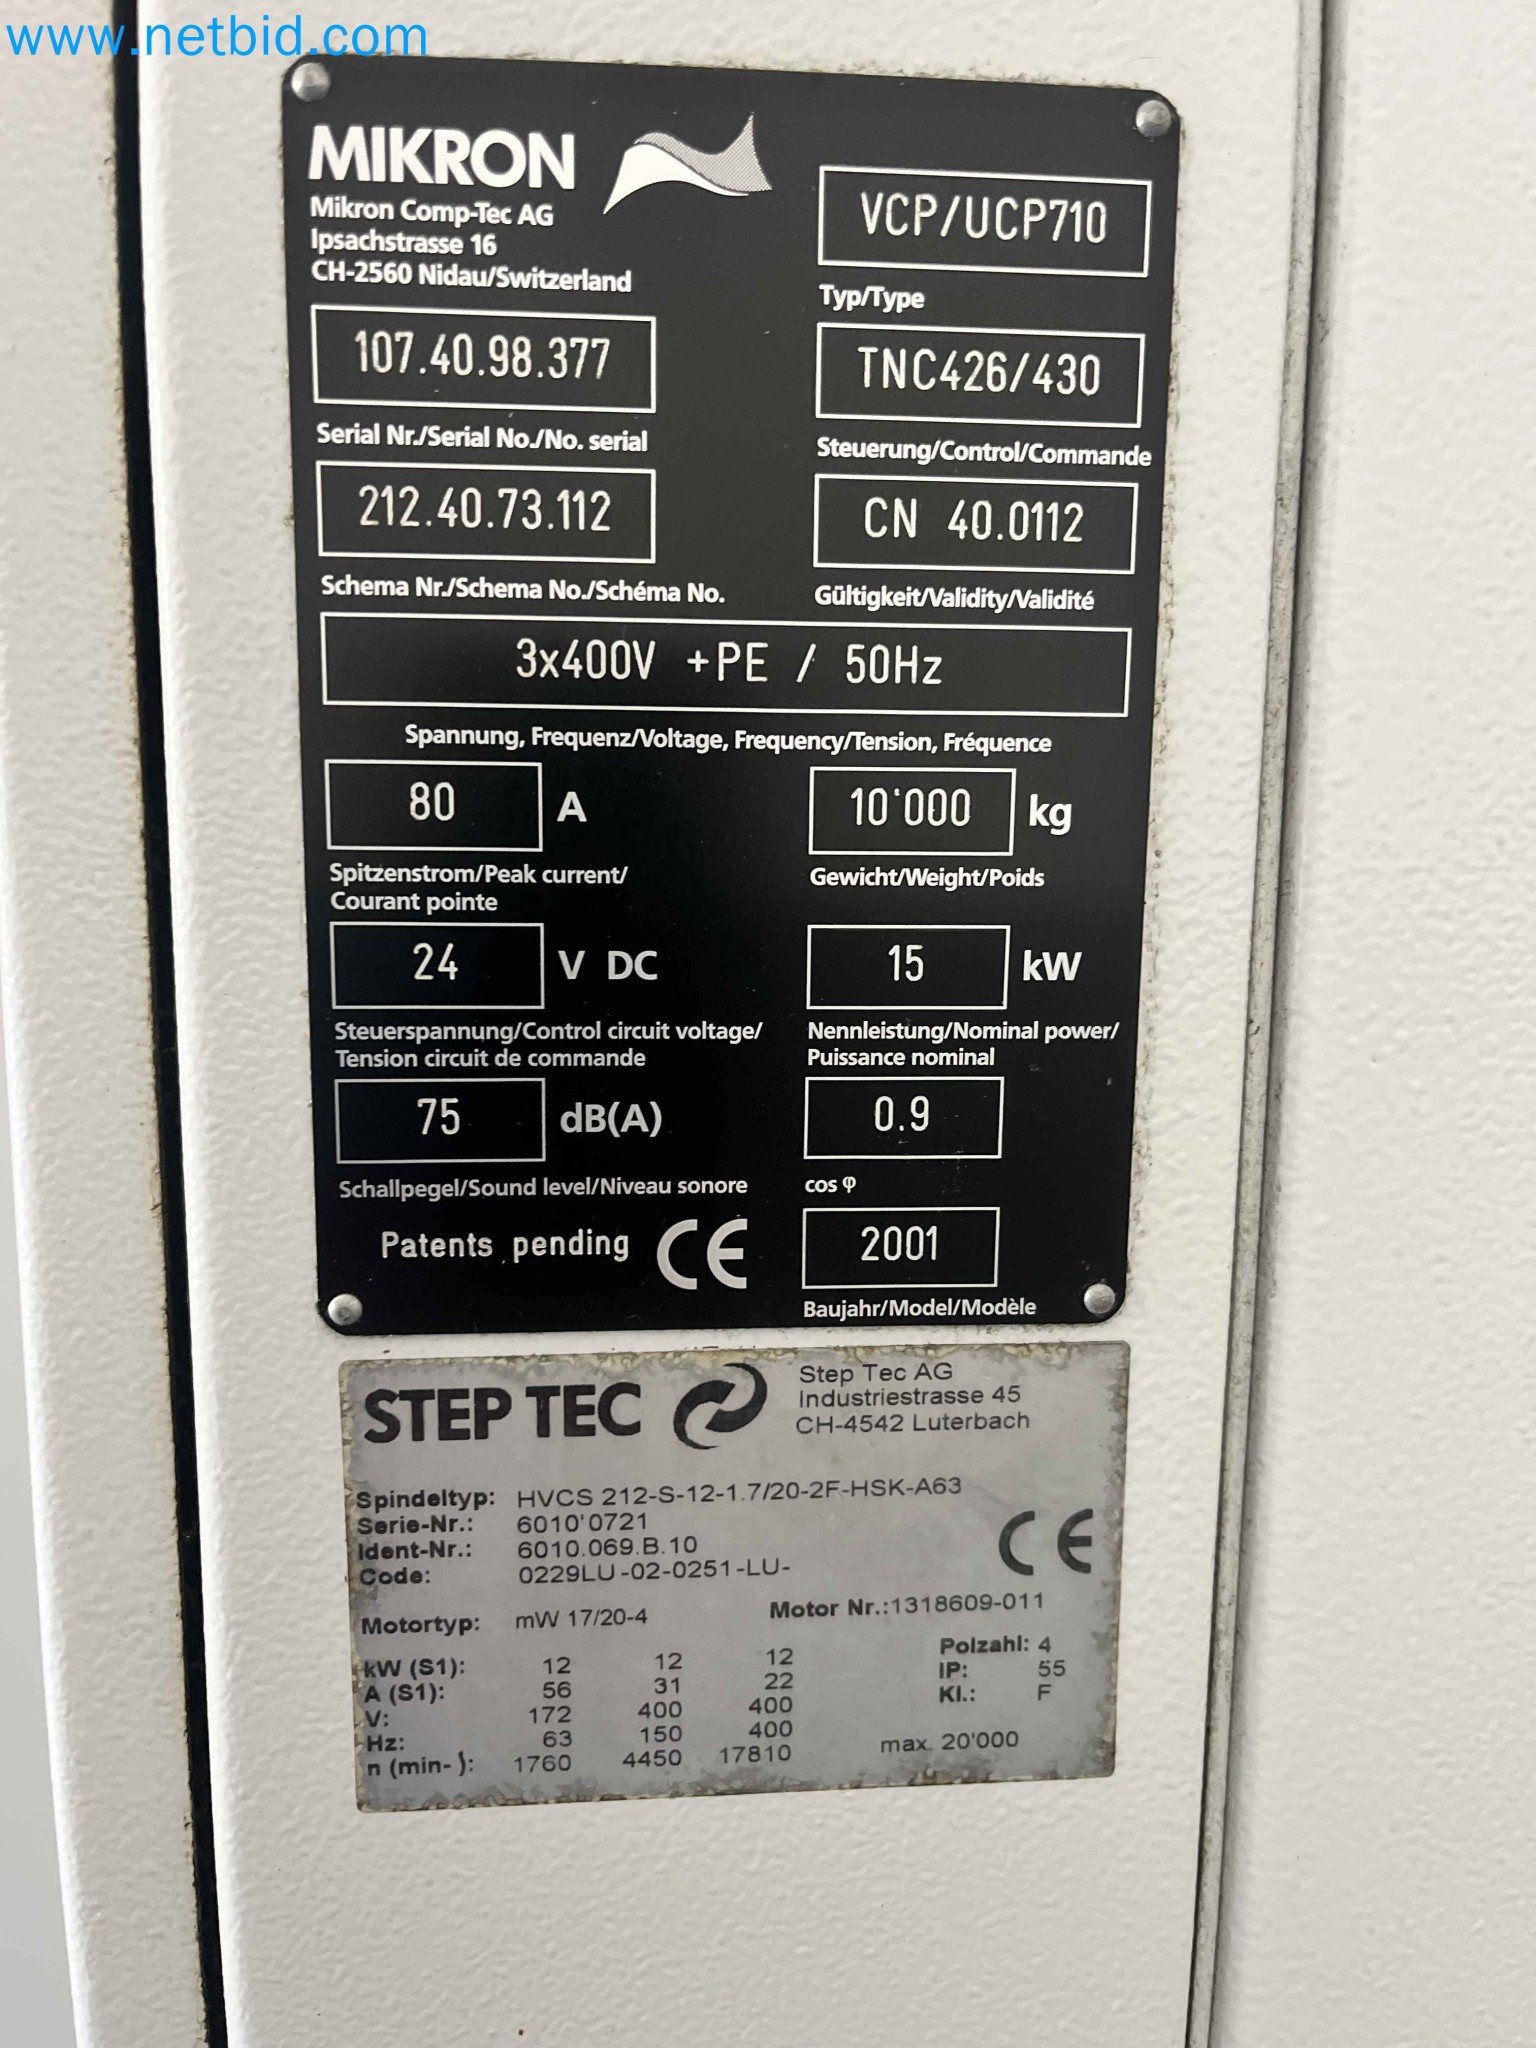 www.netbid.com
MIKRON
Mikron Comp-Tec AG
Ipsachstrasse 16
CH-2560 Nidau/Switzerland
VCP/UCP710
Typ/Type
107.40.98.377
Serial Nr./Serial No./No. serial
TNC426/430
Steuerung/Control/Commande
212.40.73.112
Schema Nr./Schema No./Schéma No.
CN 40.0112
Gültigkeit/Validity/Validité
3x400V +PE / 50Hz
Spannung, Frequenz/Voltage, Frequency/Tension, Fréquence
80 A
Spitzenstrom/Peak current/
Courant pointe
10'000 kg
Gewicht/Weight/Poids
24 V DC
Steuerspannung/Control circuit voltage/
Tension circuit de commande
15 kW
Nennleistung/Nominal power/
Puissance nominal
75 dB(A)
Schallpegel/Sound level/Niveau sonore
0.9
cos φ
Patents pending CE
2001
Baujahr/Model/Modèle
STEP TEC
Step Tec AG
Industriestrasse 45
CH-4542 Luterbach
Spindeltyp: HVCS 212-S-12-1.7/20-2F-HSK-A63
Serie-Nr.: 6010'0721
Ident-Nr.: 6010.069.B.10
Code: 0229LU-02-0251-LU-
CE
Motortyp: mW 17/20-4 Motor Nr.:1318609-011
kW (S1): 12 12 12 Polzahl: 4
A (S1): 56 31 22 IP: 55
V: 172 400 400 Kl.: F
Hz: 63 150 400
n (min- ): 1760 4450 17810 max. 20'000